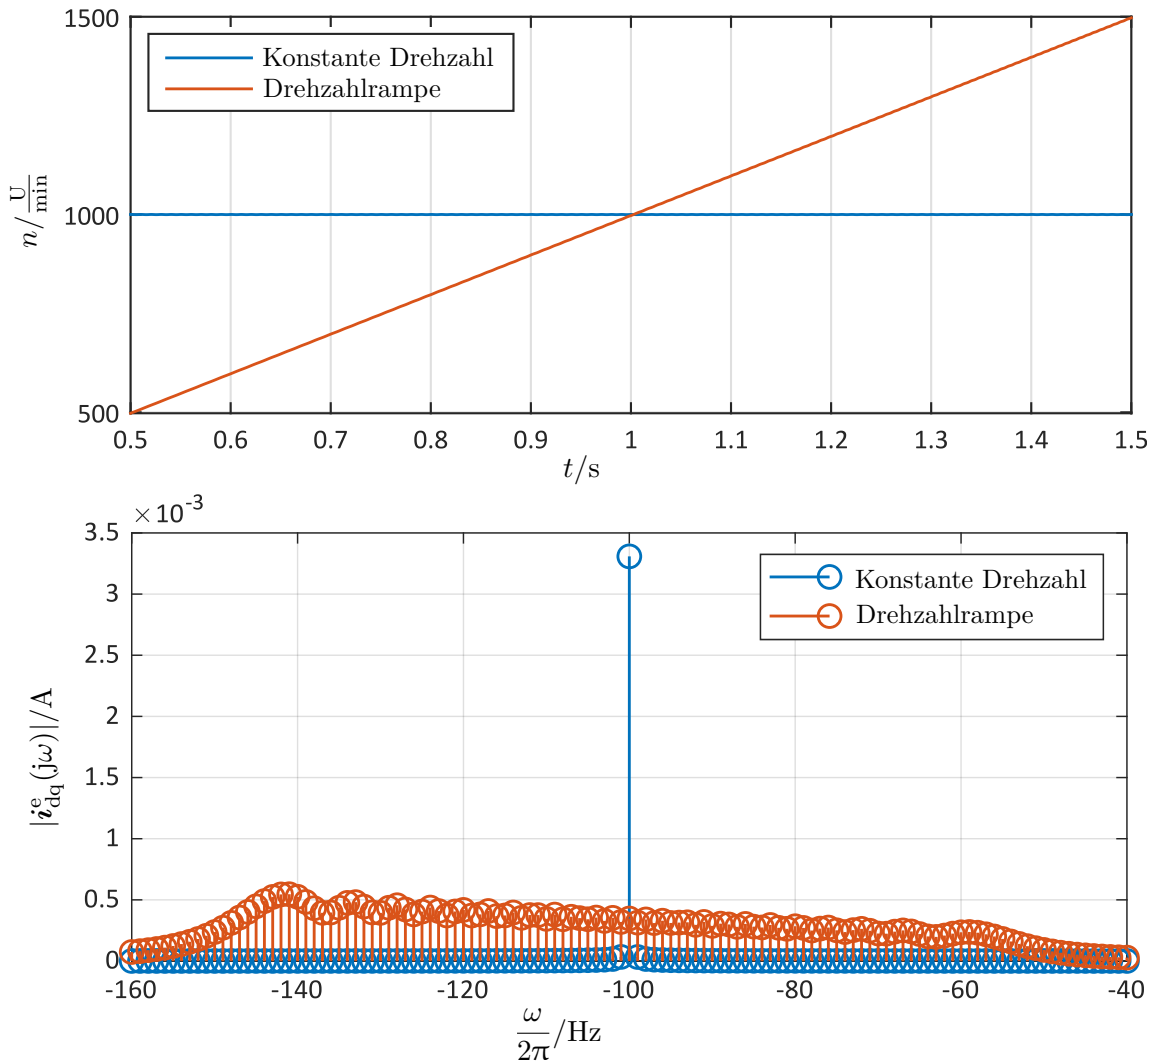 1500
1000
500
n/ U/min
Konstante Drehzahl
Drehzahlrampe
0.5 0.6 0.7 0.8 0.9 1 1.1 1.2 1.3 1.4 1.5
t/s
×10⁻³
3.5
3
2.5
2
1.5
1
0.5
0
|i^e_dq(jω)|/A
Konstante Drehzahl
Drehzahlrampe
-160 -140 -120 -100 -80 -60 -40
ω/2π /Hz